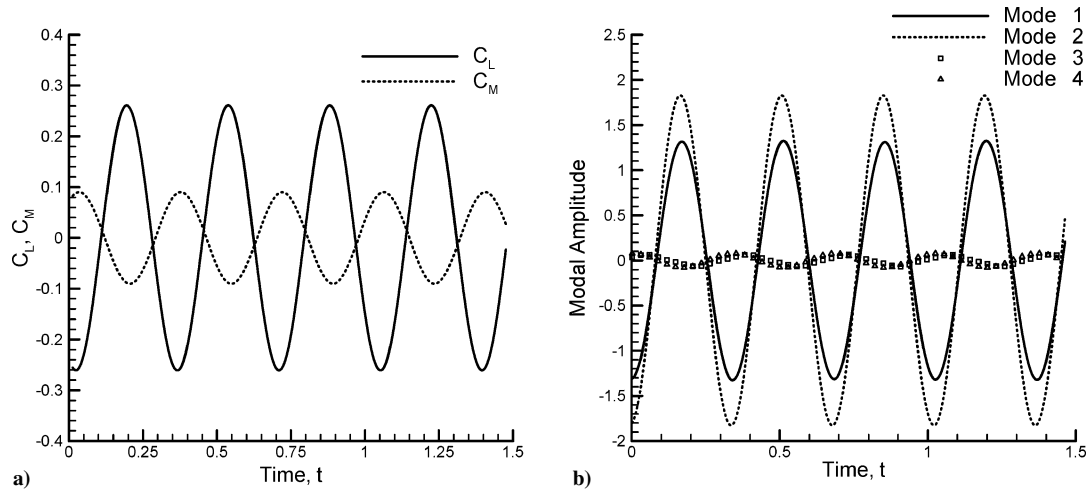 0.4
0.3
0.2
0.1
0
-0.1
-0.2
-0.3
-0.4
C_L, C_M
C_L
C_M
0 0.25 0.5 0.75 1 1.25 1.5
Time, t
a)
Mode 1
Mode 2
Mode 3
Mode 4
2.5
2
1.5
1
0.5
0
-0.5
-1
-1.5
-2
Modal Amplitude
0 0.5 1 1.5
Time, t
b)